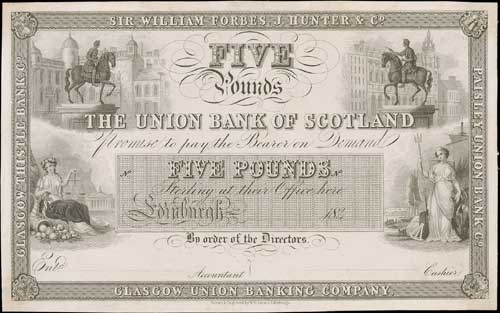 SIR WILLIAM FORBES, J. HUNTER & Co.
GLASGOW THISTLE BANK Co.
PAISLEY UNION BANK Co.
FIVE
Pounds
THE UNION BANK OF SCOTLAND
Promise to pay the Bearer on Demand
No
No
FIVE POUNDS
Sterling at their Office here
Edinburgh
18
By order of the Directors.
Entd.
Accountant
Cashier
GLASGOW UNION BANKING COMPANY.